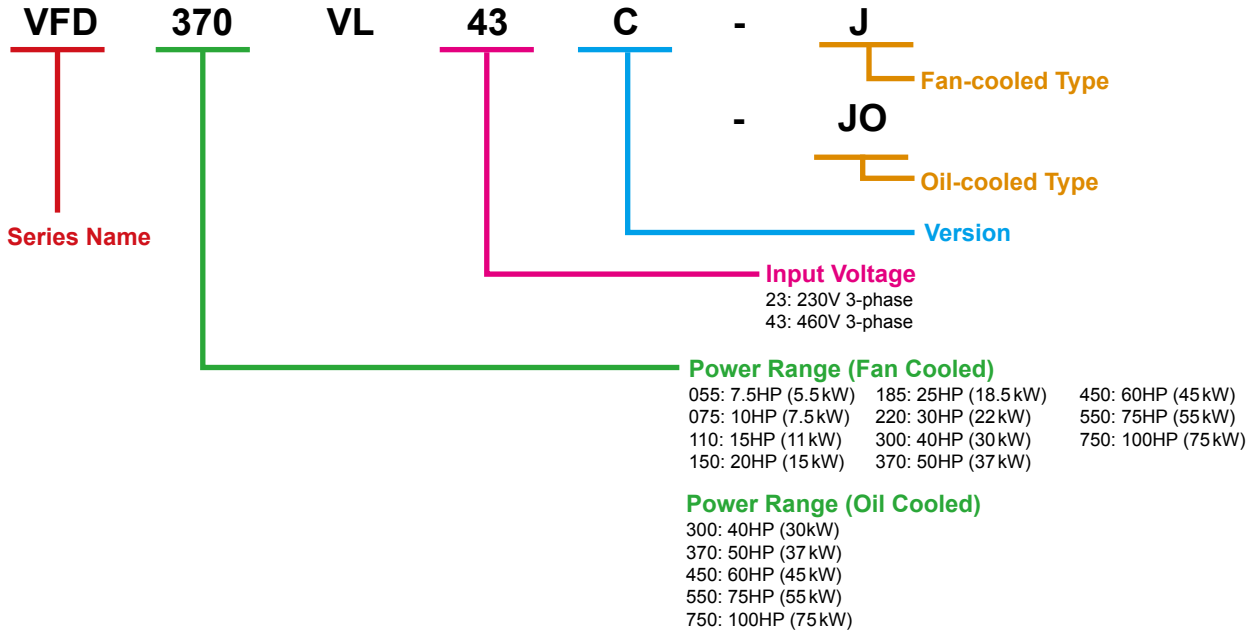 VFD 370 VL 43 C - J
Fan-cooled Type
- JO
Oil-cooled Type
Version
Series Name
Input Voltage
23: 230V 3-phase
43: 460V 3-phase
Power Range (Fan Cooled)
055: 7.5HP (5.5kW) 185: 25HP (18.5kW) 450: 60HP (45kW)
075: 10HP (7.5kW) 220: 30HP (22kW) 550: 75HP (55kW)
110: 15HP (11kW) 300: 40HP (30kW) 750: 100HP (75kW)
150: 20HP (15kW) 370: 50HP (37kW)
Power Range (Oil Cooled)
300: 40HP (30kW)
370: 50HP (37kW)
450: 60HP (45kW)
550: 75HP (55kW)
750: 100HP (75kW)